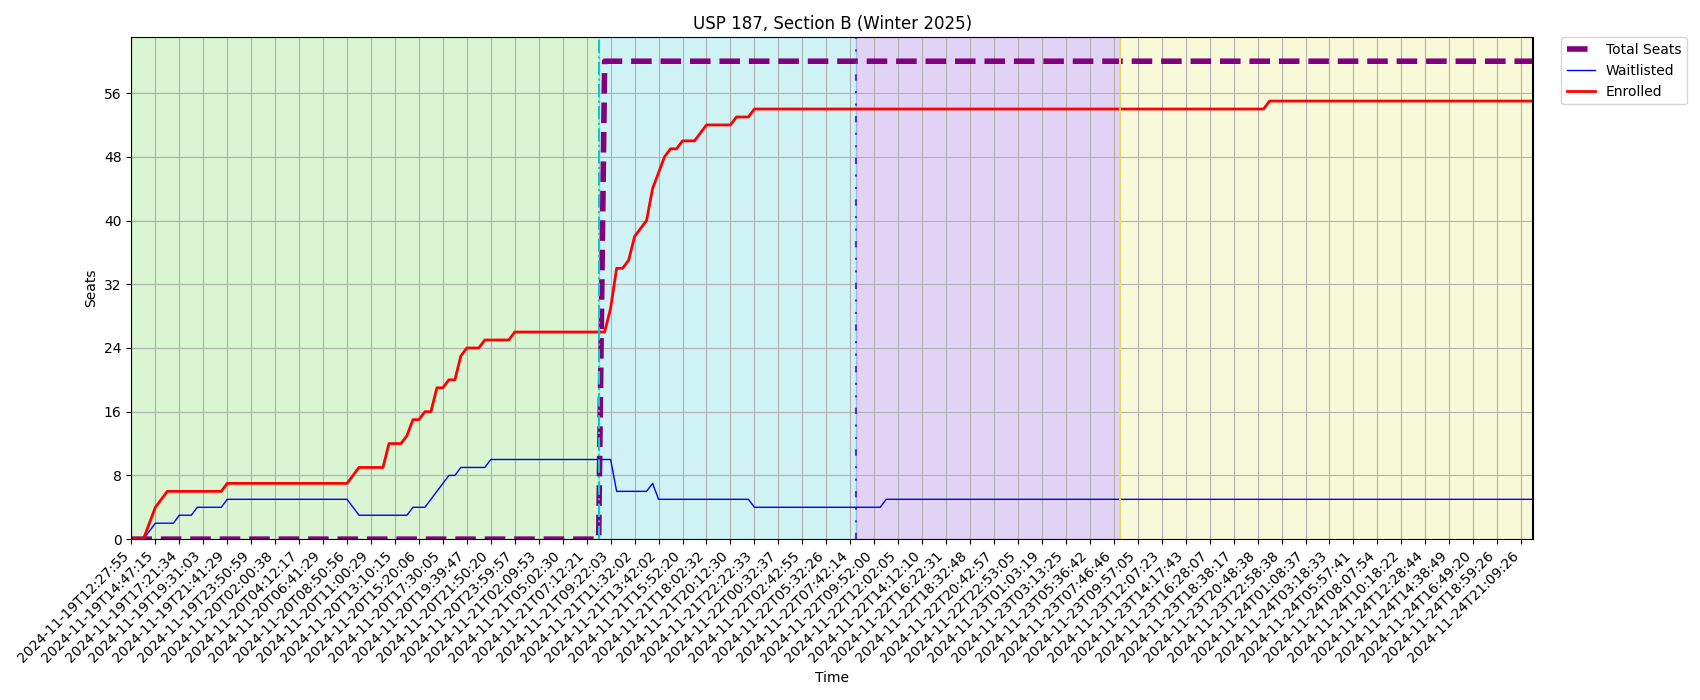 USP 187, Section B (Winter 2025)
Total Seats
Waitlisted
Enrolled
Seats
56
48
40
32
24
16
8
0
2024-11-19T12:27:55
2024-11-19T14:47:15
2024-11-19T17:21:34
2024-11-19T19:31:03
2024-11-19T21:41:29
2024-11-19T23:50:59
2024-11-20T02:00:38
2024-11-20T04:12:17
2024-11-20T06:41:29
2024-11-20T08:50:56
2024-11-20T11:00:29
2024-11-20T13:10:15
2024-11-20T15:20:06
2024-11-20T17:30:05
2024-11-20T19:39:47
2024-11-20T21:50:20
2024-11-20T23:59:57
2024-11-21T02:09:53
2024-11-21T05:02:30
2024-11-21T07:12:21
2024-11-21T09:22:03
2024-11-21T11:32:02
2024-11-21T13:42:02
2024-11-21T15:52:20
2024-11-21T18:02:32
2024-11-21T20:12:30
2024-11-21T22:22:33
2024-11-22T00:32:37
2024-11-22T02:42:55
2024-11-22T05:32:26
2024-11-22T07:42:14
2024-11-22T09:52:00
2024-11-22T12:02:05
2024-11-22T14:12:10
2024-11-22T16:22:31
2024-11-22T18:32:48
2024-11-22T20:42:57
2024-11-22T22:53:05
2024-11-23T01:03:19
2024-11-23T03:13:25
2024-11-23T05:36:42
2024-11-23T07:46:46
2024-11-23T09:57:05
2024-11-23T12:07:23
2024-11-23T14:17:43
2024-11-23T16:28:07
2024-11-23T18:38:17
2024-11-23T20:48:38
2024-11-23T22:58:38
2024-11-24T01:08:37
2024-11-24T03:18:33
2024-11-24T05:57:41
2024-11-24T08:07:54
2024-11-24T10:18:22
2024-11-24T12:28:44
2024-11-24T14:38:49
2024-11-24T16:49:20
2024-11-24T18:59:26
2024-11-24T21:09:26
Time